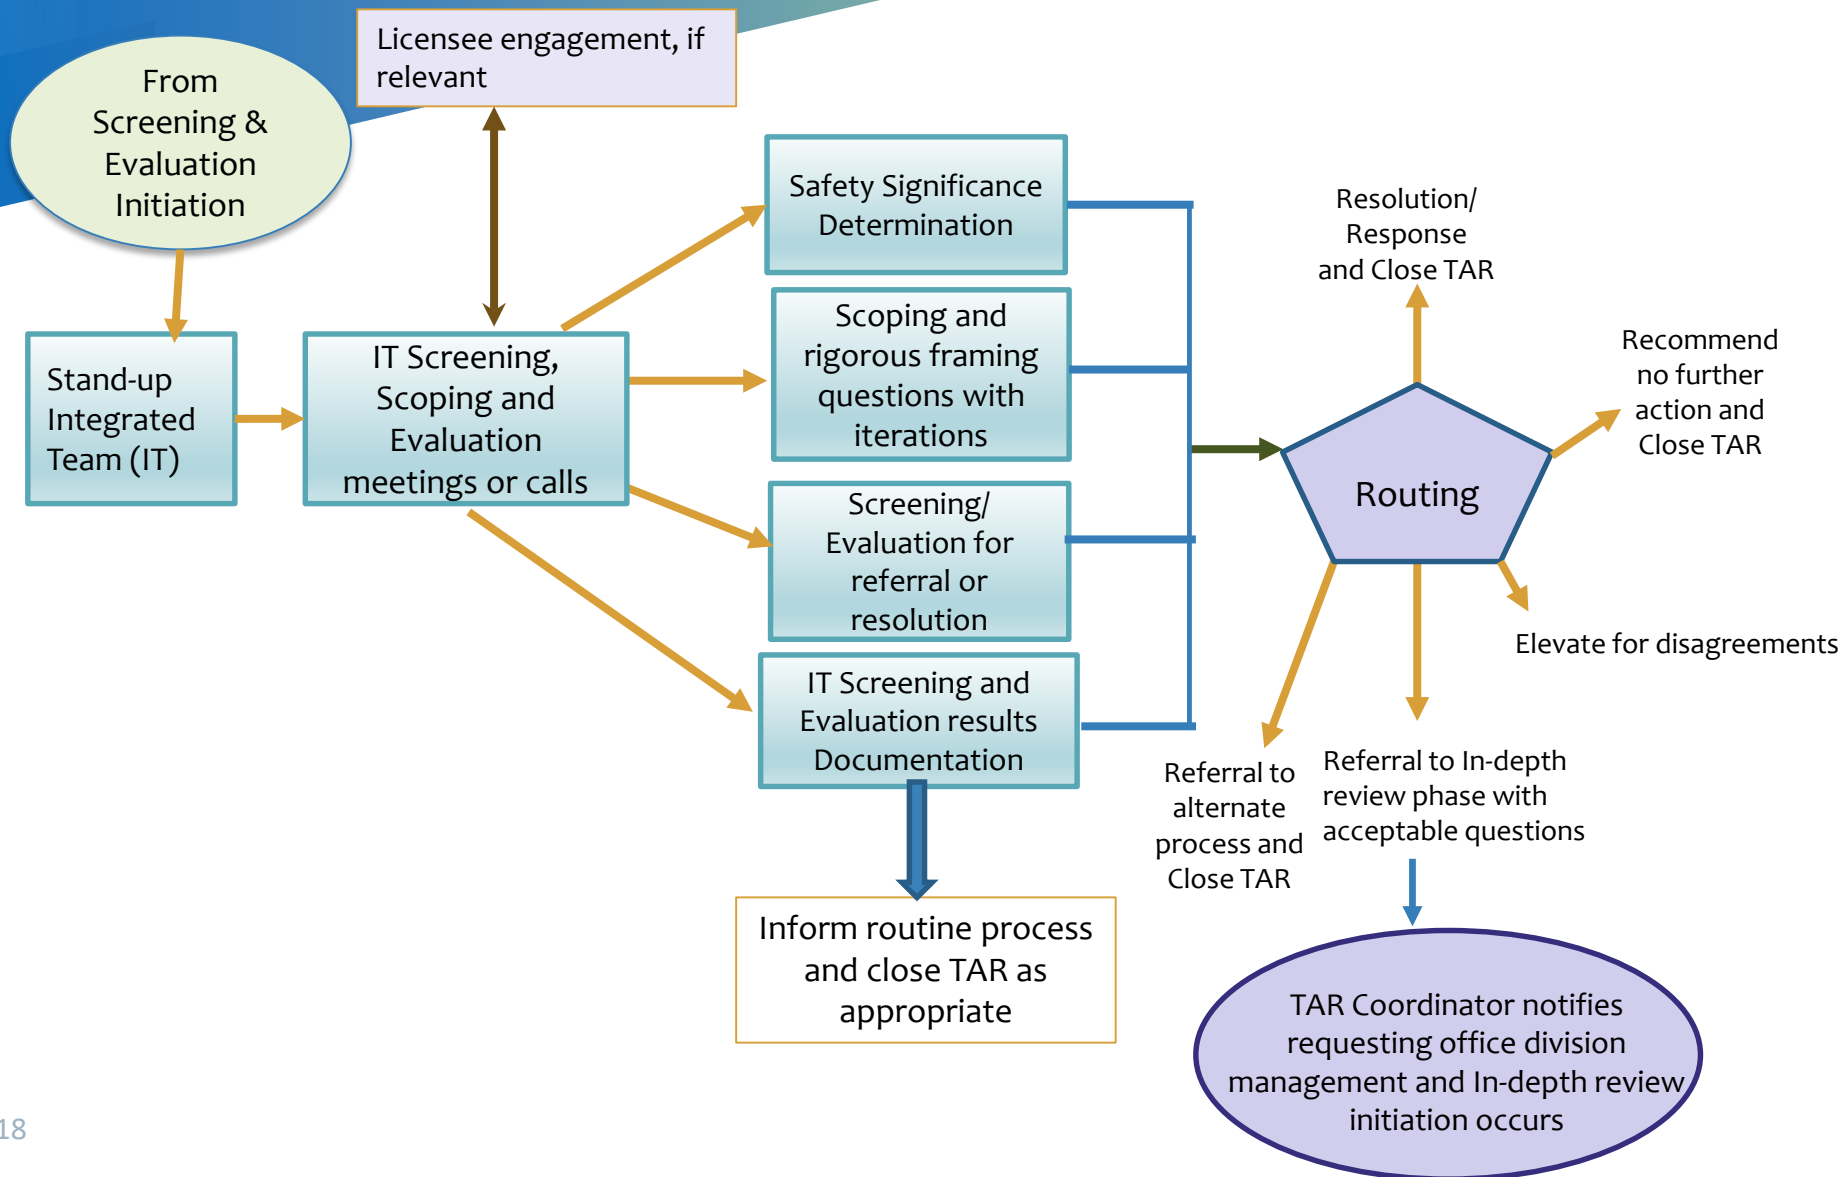 From
Screening &
Evaluation
Initiation
Licensee engagement, if
relevant
Stand-up
Integrated
Team (IT)
IT Screening,
Scoping and
Evaluation
meetings or calls
Safety Significance
Determination
Scoping and
rigorous framing
questions with
iterations
Screening/
Evaluation for
referral or
resolution
IT Screening and
Evaluation results
Documentation
Inform routine process
and close TAR as
appropriate
Routing
Resolution/
Response
and Close TAR
Recommend
no further
action and
Close TAR
Elevate for disagreements
Referral to In-depth
review phase with
acceptable questions
Referral to
alternate
process and
Close TAR
TAR Coordinator notifies
requesting office division
management and In-depth review
initiation occurs
18